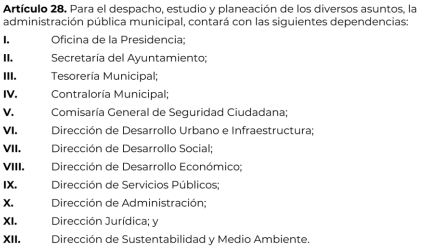 Artículo 28. Para el despacho, estudio y planeación de los diversos asuntos, la
administración pública municipal, contará con las siguientes dependencias:
I. Oficina de la Presidencia;
II. Secretaría del Ayuntamiento;
III. Tesorería Municipal;
IV. Contraloría Municipal;
V. Comisaría General de Seguridad Ciudadana;
VI. Dirección de Desarrollo Urbano e Infraestructura;
VII. Dirección de Desarrollo Social;
VIII. Dirección de Desarrollo Económico;
IX. Dirección de Servicios Públicos;
X. Dirección de Administración;
XI. Dirección Jurídica; y
XII. Dirección de Sustentabilidad y Medio Ambiente.